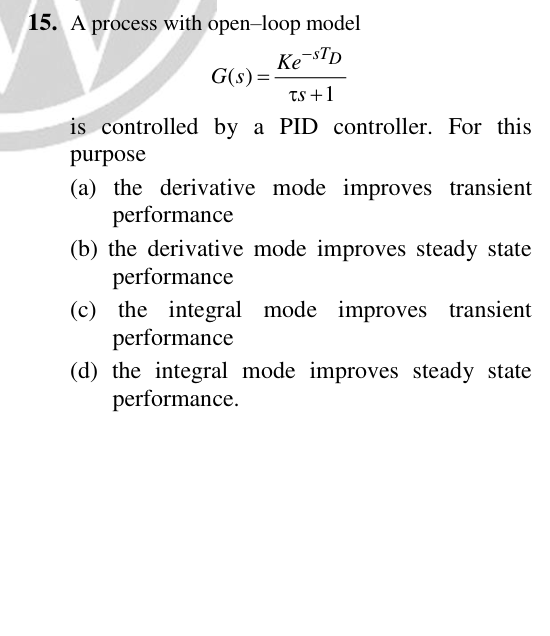 15. A process with open–loop model
G(s) = Ke^{-sT_D} / τs + 1
is controlled by a PID controller. For this
purpose
(a) the derivative mode improves transient
performance
(b) the derivative mode improves steady state
performance
(c) the integral mode improves transient
performance
(d) the integral mode improves steady state
performance.